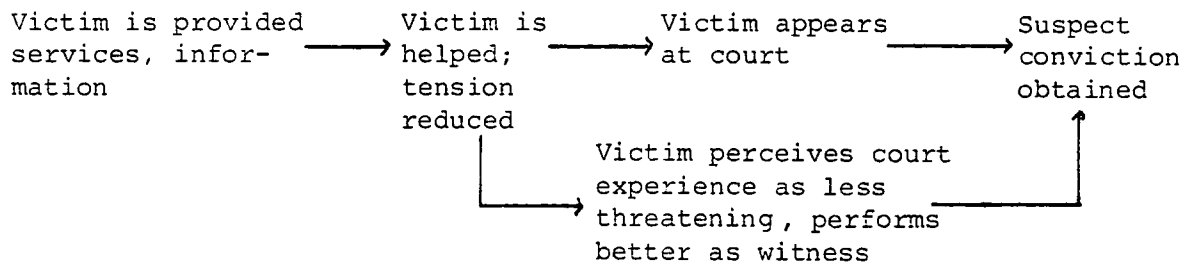 Victim is provided
services, infor-
mation
Victim is
helped;
tension
reduced
Victim appears
at court
Suspect
conviction
obtained
Victim perceives court
experience as less
threatening, performs
better as witness